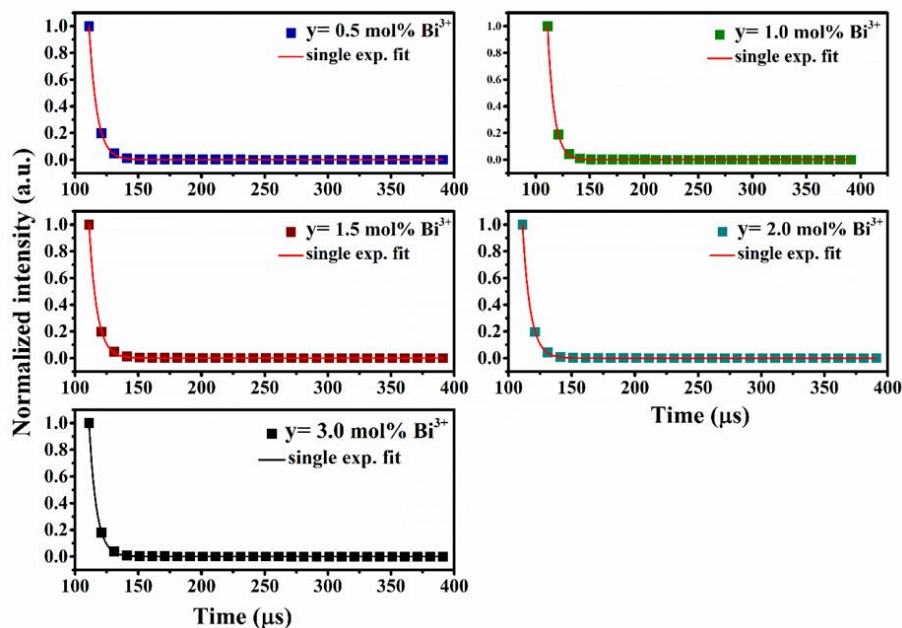 Normalized intensity (a.u.)
1.0
0.8
0.6
0.4
0.2
0.0
y= 0.5 mol% Bi³⁺
single exp. fit
100 150 200 250 300 350 400
1.0
0.8
0.6
0.4
0.2
0.0
y= 1.0 mol% Bi³⁺
single exp. fit
100 150 200 250 300 350 400
1.0
0.8
0.6
0.4
0.2
0.0
y= 1.5 mol% Bi³⁺
single exp. fit
100 150 200 250 300 350 400
1.0
0.8
0.6
0.4
0.2
0.0
y= 2.0 mol% Bi³⁺
single exp. fit
100 150 200 250 300 350 400
Time (μs)
1.0
0.8
0.6
0.4
0.2
0.0
y= 3.0 mol% Bi³⁺
single exp. fit
100 150 200 250 300 350 400
Time (μs)